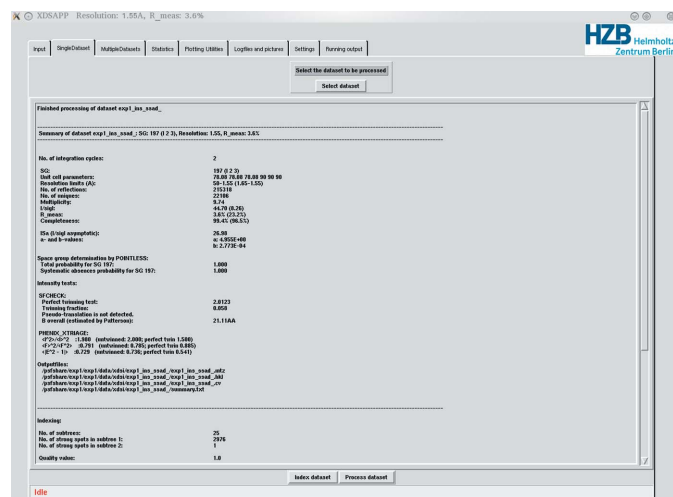 XDSAPP Resolution: 1.55A, R_meas: 3.6%
HZB Helmholtz
Zentrum Berlin
Input SingleDataset MultipleDatasets Statistics Plotting Utilities Logfiles and pictures Settings Running output
Select the dataset to be processed
Select dataset
Finished processing of dataset exp1_ins_ssad_
Summary of dataset exp1_ins_ssad_: SG: 197 (I 2 3), Resolution: 1.55, R_meas: 3.6%
No. of integration cycles: 2
SG: 197 (I 2 3)
Unit cell parameters: 78.08 78.08 78.08 90 90 90
Resolution limits (A): 50-1.55 (1.65-1.55)
No. of reflections: 215318
No. of uniques: 22106
Multiplicity: 9.74
I/sigI: 44.70 (8.26)
R_meas: 3.6% (23.2%)
Completeness: 99.4% (96.5%)
ISa (I/sigI asymptotic): 26.98
a- and b-values: a: 4.955E+00
b: 2.773E-04
Space group determination by POINTLESS:
Total probability for SG 197: 1.000
Systematic absences probability for SG 197: 1.000
Intensity tests:
SFCHECK:
Perfect twinning test: 2.0123
Twinning fraction: 0.058
Pseudo-translation is not detected.
B overall (estimated by Patterson): 21.11AA
PHENIX_XTRIAGE:
<I^2>/<I>^2 :1.980 (untwinned: 2.000; perfect twin 1.500)
<F>^2/<F^2> :0.791 (untwinned: 0.785; perfect twin 0.885)
<|E^2 - 1|> :0.729 (untwinned: 0.736; perfect twin 0.541)
Outputfiles:
/psfshare/exp1/exp1/data/xdsi/exp1_ins_ssad_/exp1_ins_ssad_.mtz
/psfshare/exp1/exp1/data/xdsi/exp1_ins_ssad_/exp1_ins_ssad_.hkl
/psfshare/exp1/exp1/data/xdsi/exp1_ins_ssad_/exp1_ins_ssad_.cv
/psfshare/exp1/exp1/data/xdsi/exp1_ins_ssad_/summary.txt
Indexing:
No. of subtrees: 25
No. of strong spots in subtree 1: 2976
No. of strong spots in subtree 2: 1
Quality value: 1.0
Index dataset Process dataset
Idle